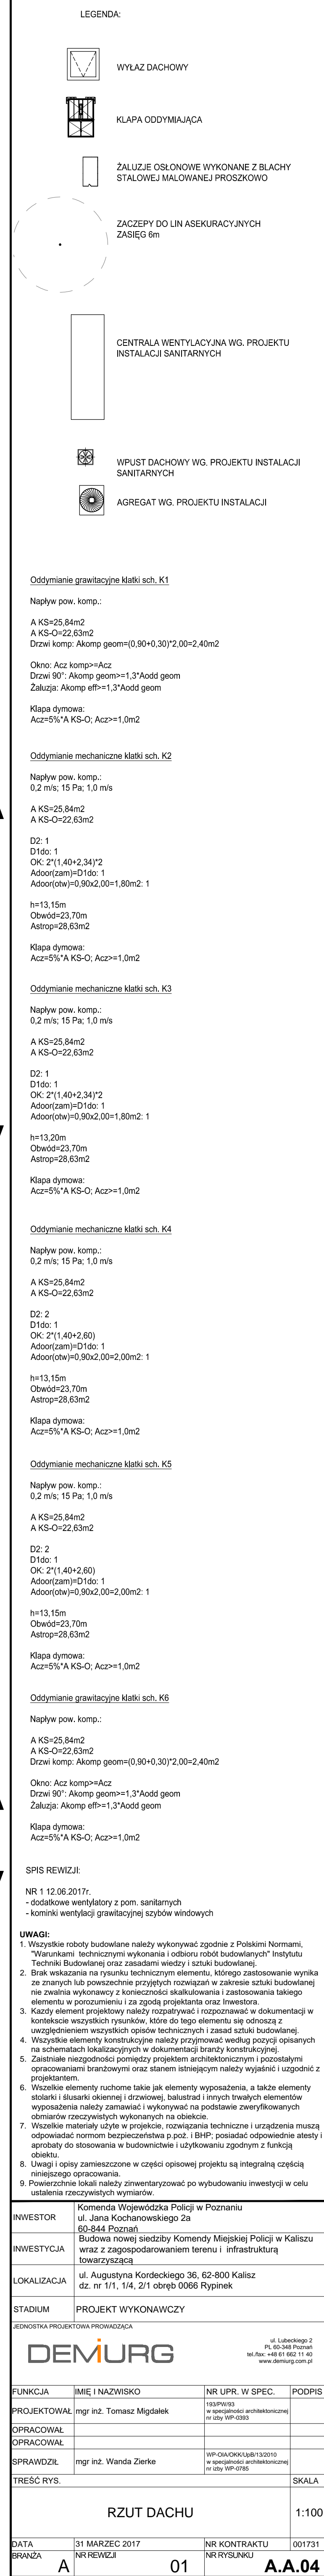 LEGENDA:
WYŁAZ DACHOWY
KLAPA ODDYMIAJĄCA
ŻALUZJE OSŁONOWE WYKONANE Z BLACHY
STALOWEJ MALOWANEJ PROSZKOWO
ZACZEPY DO LIN ASEKURACYJNYCH
ZASIĘG 6m
CENTRALA WENTYLACYJNA WG. PROJEKTU
INSTALACJI SANITARNYCH
WPUST DACHOWY WG. PROJEKTU INSTALACJI
SANITARNYCH
AGREGAT WG. PROJEKTU INSTALACJI
Oddymianie grawitacyjne klatki sch. K1
Napływ pow. komp.:
A KS=25,84m2
A KS-O=22,63m2
Drzwi komp: Akomp geom=(0,90+0,30)*2,00=2,40m2
Okno: Acz komp>=Acz
Drzwi 90°: Akomp geom>=1,3*Aodd geom
Żaluzja: Akomp eff>=1,3*Aodd geom
Klapa dymowa:
Acz=5%*A KS-O; Acz>=1,0m2
Oddymianie mechaniczne klatki sch. K2
Napływ pow. komp.:
0,2 m/s; 15 Pa; 1,0 m/s
A KS=25,84m2
A KS-O=22,63m2
D2: 1
D1do: 1
OK: 2*(1,40+2,34)*2
Adoor(zam)=D1do: 1
Adoor(otw)=0,90x2,00=1,80m2: 1
h=13,15m
Obwód=23,70m
Astrop=28,63m2
Klapa dymowa:
Acz=5%*A KS-O; Acz>=1,0m2
Oddymianie mechaniczne klatki sch. K3
Napływ pow. komp.:
0,2 m/s; 15 Pa; 1,0 m/s
A KS=25,84m2
A KS-O=22,63m2
D2: 1
D1do: 1
OK: 2*(1,40+2,34)*2
Adoor(zam)=D1do: 1
Adoor(otw)=0,90x2,00=1,80m2: 1
h=13,20m
Obwód=23,70m
Astrop=28,63m2
Klapa dymowa:
Acz=5%*A KS-O; Acz>=1,0m2
Oddymianie mechaniczne klatki sch. K4
Napływ pow. komp.:
0,2 m/s; 15 Pa; 1,0 m/s
A KS=25,84m2
A KS-O=22,63m2
D2: 2
D1do: 1
OK: 2*(1,40+2,60)
Adoor(zam)=D1do: 1
Adoor(otw)=0,90x2,00=2,00m2: 1
h=13,15m
Obwód=23,70m
Astrop=28,63m2
Klapa dymowa:
Acz=5%*A KS-O; Acz>=1,0m2
Oddymianie mechaniczne klatki sch. K5
Napływ pow. komp.:
0,2 m/s; 15 Pa; 1,0 m/s
A KS=25,84m2
A KS-O=22,63m2
D2: 2
D1do: 1
OK: 2*(1,40+2,60)
Adoor(zam)=D1do: 1
Adoor(otw)=0,90x2,00=2,00m2: 1
h=13,15m
Obwód=23,70m
Astrop=28,63m2
Klapa dymowa:
Acz=5%*A KS-O; Acz>=1,0m2
Oddymianie grawitacyjne klatki sch. K6
Napływ pow. komp.:
A KS=25,84m2
A KS-O=22,63m2
Drzwi komp: Akomp geom=(0,90+0,30)*2,00=2,40m2
Okno: Acz komp>=Acz
Drzwi 90°: Akomp geom>=1,3*Aodd geom
Żaluzja: Akomp eff>=1,3*Aodd geom
Klapa dymowa:
Acz=5%*A KS-O; Acz>=1,0m2
SPIS REWIZJI:
NR 1 12.06.2017r.
- dodatkowe wentylatory z pom. sanitarnych
- kominki wentylacji grawitacyjnej szybów windowych
UWAGI:
1. Wszystkie roboty budowlane należy wykonywać zgodnie z Polskimi Normami,
"Warunkami technicznymi wykonania i odbioru robót budowlanych" Instytutu
Techniki Budowlanej oraz zasadami wiedzy i sztuki budowlanej.
2. Brak wskazania na rysunku technicznym elementu, którego zastosowanie wynika
ze znanych lub powszechnie przyjętych rozwiązań w zakresie sztuki budowlanej
nie zwalnia wykonawcy z konieczności skalkulowania i zastosowania takiego
elementu w porozumieniu i za zgodą projektanta oraz Inwestora.
3. Kazdy element projektowy należy rozpatrywać i rozpoznawać w dokumentacji w
kontekscie wszystkich rysunków, które do tego elementu się odnoszą z
uwzględnieniem wszystkich opisów technicznych i zasad sztuki budowlanej.
4. Wszystkie elementy konstrukcyjne należy przyjmować według pozycji opisanych
na schematach lokalizacyjnych w dokumentacji branży konstrukcyjnej.
5. Zaistniałe niezgodności pomiędzy projektem architektonicznym i pozostałymi
opracowaniami branżowymi oraz stanem istniejącym należy wyjaśnić i uzgodnić z
projektantem.
6. Wszelkie elementy ruchome takie jak elementy wyposażenia, a także elementy
stolarki i ślusarki okiennej i drzwiowej, balustrad i innych trwałych elementów
wyposażenia należy zamawiać i wykonywać na podstawie zweryfikowanych
obmiarów rzeczywistych wykonanych na obiekcie.
7. Wszelkie materiały użyte w projekcie, rozwiązania techniczne i urządzenia muszą
odpowiadać normom bezpieczeństwa p.poż. i BHP; posiadać odpowiednie atesty i
aprobaty do stosowania w budownictwie i użytkowaniu zgodnym z funkcją
obiektu.
8. Uwagi i opisy zamieszczone w części opisowej projektu są integralną częścią
niniejszego opracowania.
9. Powierzchnie lokali należy zinwentaryzować po wybudowaniu inwestycji w celu
ustalenia rzeczywistych wymiarów.
INWESTOR
Komenda Wojewódzka Policji w Poznaniu
ul. Jana Kochanowskiego 2a
60-844 Poznań
INWESTYCJA
Budowa nowej siedziby Komendy Miejskiej Policji w Kaliszu
wraz z zagospodarowaniem terenu i infrastrukturą
towarzyszącą
LOKALIZACJA
ul. Augustyna Kordeckiego 36, 62-800 Kalisz
dz. nr 1/1, 1/4, 2/1 obręb 0066 Rypinek
STADIUM PROJEKT WYKONAWCZY
JEDNOSTKA PROJEKTOWA PROWADZĄCA
DEMIURG
ul. Lubeckiego 2
PL 60-348 Poznań
tel./fax: +48 61 662 11 40
www.demiurg.com.pl
FUNKCJA IMIĘ I NAZWISKO NR UPR. W SPEC. PODPIS
PROJEKTOWAŁ mgr inż. Tomasz Migdałek
193/PW/93
w specjalności architektonicznej
nr izby WP-0393
OPRACOWAŁ
OPRACOWAŁ
SPRAWDZIŁ mgr inż. Wanda Zierke
WP-OIA/OKK/UpB/13/2010
w specjalności architektonicznej
nr izby WP-0785
TREŚĆ RYS. SKALA
RZUT DACHU 1:100
DATA 31 MARZEC 2017 NR KONTRAKTU 001731
BRANŻA NR REWIZJI NR RYSUNKU
A 01 A.A.04